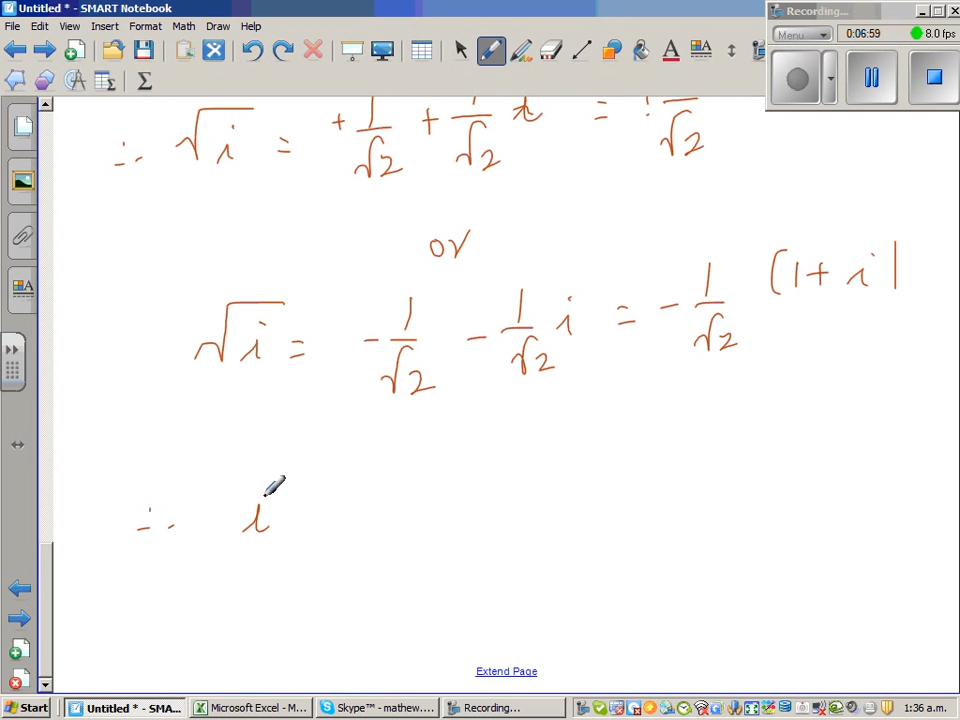 Untitled * - SMART Notebook
File Edit View Insert Format Math Draw Help
Recording...
Menu
0:06:59
8.0 fps
∴ √i = +1/√2 + 1/√2 i =
or
√i = -1/√2 - 1/√2 i = -1/√2 (1 + i)
∴ i
Extend Page
Start
Untitled * - SMA...
Microsoft Excel - M...
Skype™ - mathew....
Recording...
1:36 a.m.